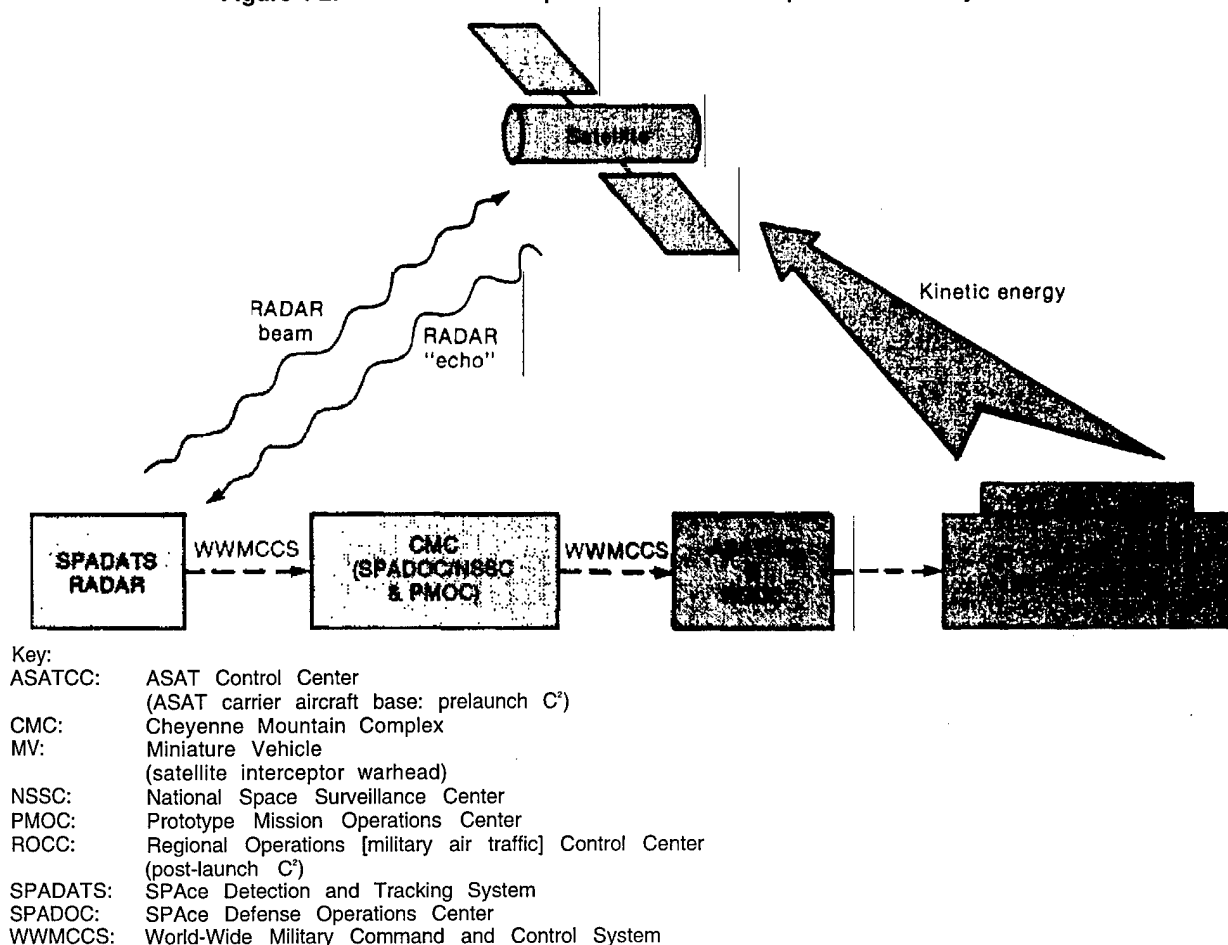 Satellite
RADAR
beam
RADAR
"echo"
Kinetic energy
SPADATS
RADAR
WWMCCS
CMC
(SPADOC/NSSC
& PMOC)
WWMCCS
Key:
ASATCC: ASAT Control Center
(ASAT carrier aircraft base: prelaunch C²)
CMC: Cheyenne Mountain Complex
MV: Miniature Vehicle
(satellite interceptor warhead)
NSSC: National Space Surveillance Center
PMOC: Prototype Mission Operations Center
ROCC: Regional Operations [military air traffic] Control Center
(post-launch C²)
SPADATS: SPAce Detection and Tracking System
SPADOC: SPAce Defense Operations Center
WWMCCS: World-Wide Military Command and Control System